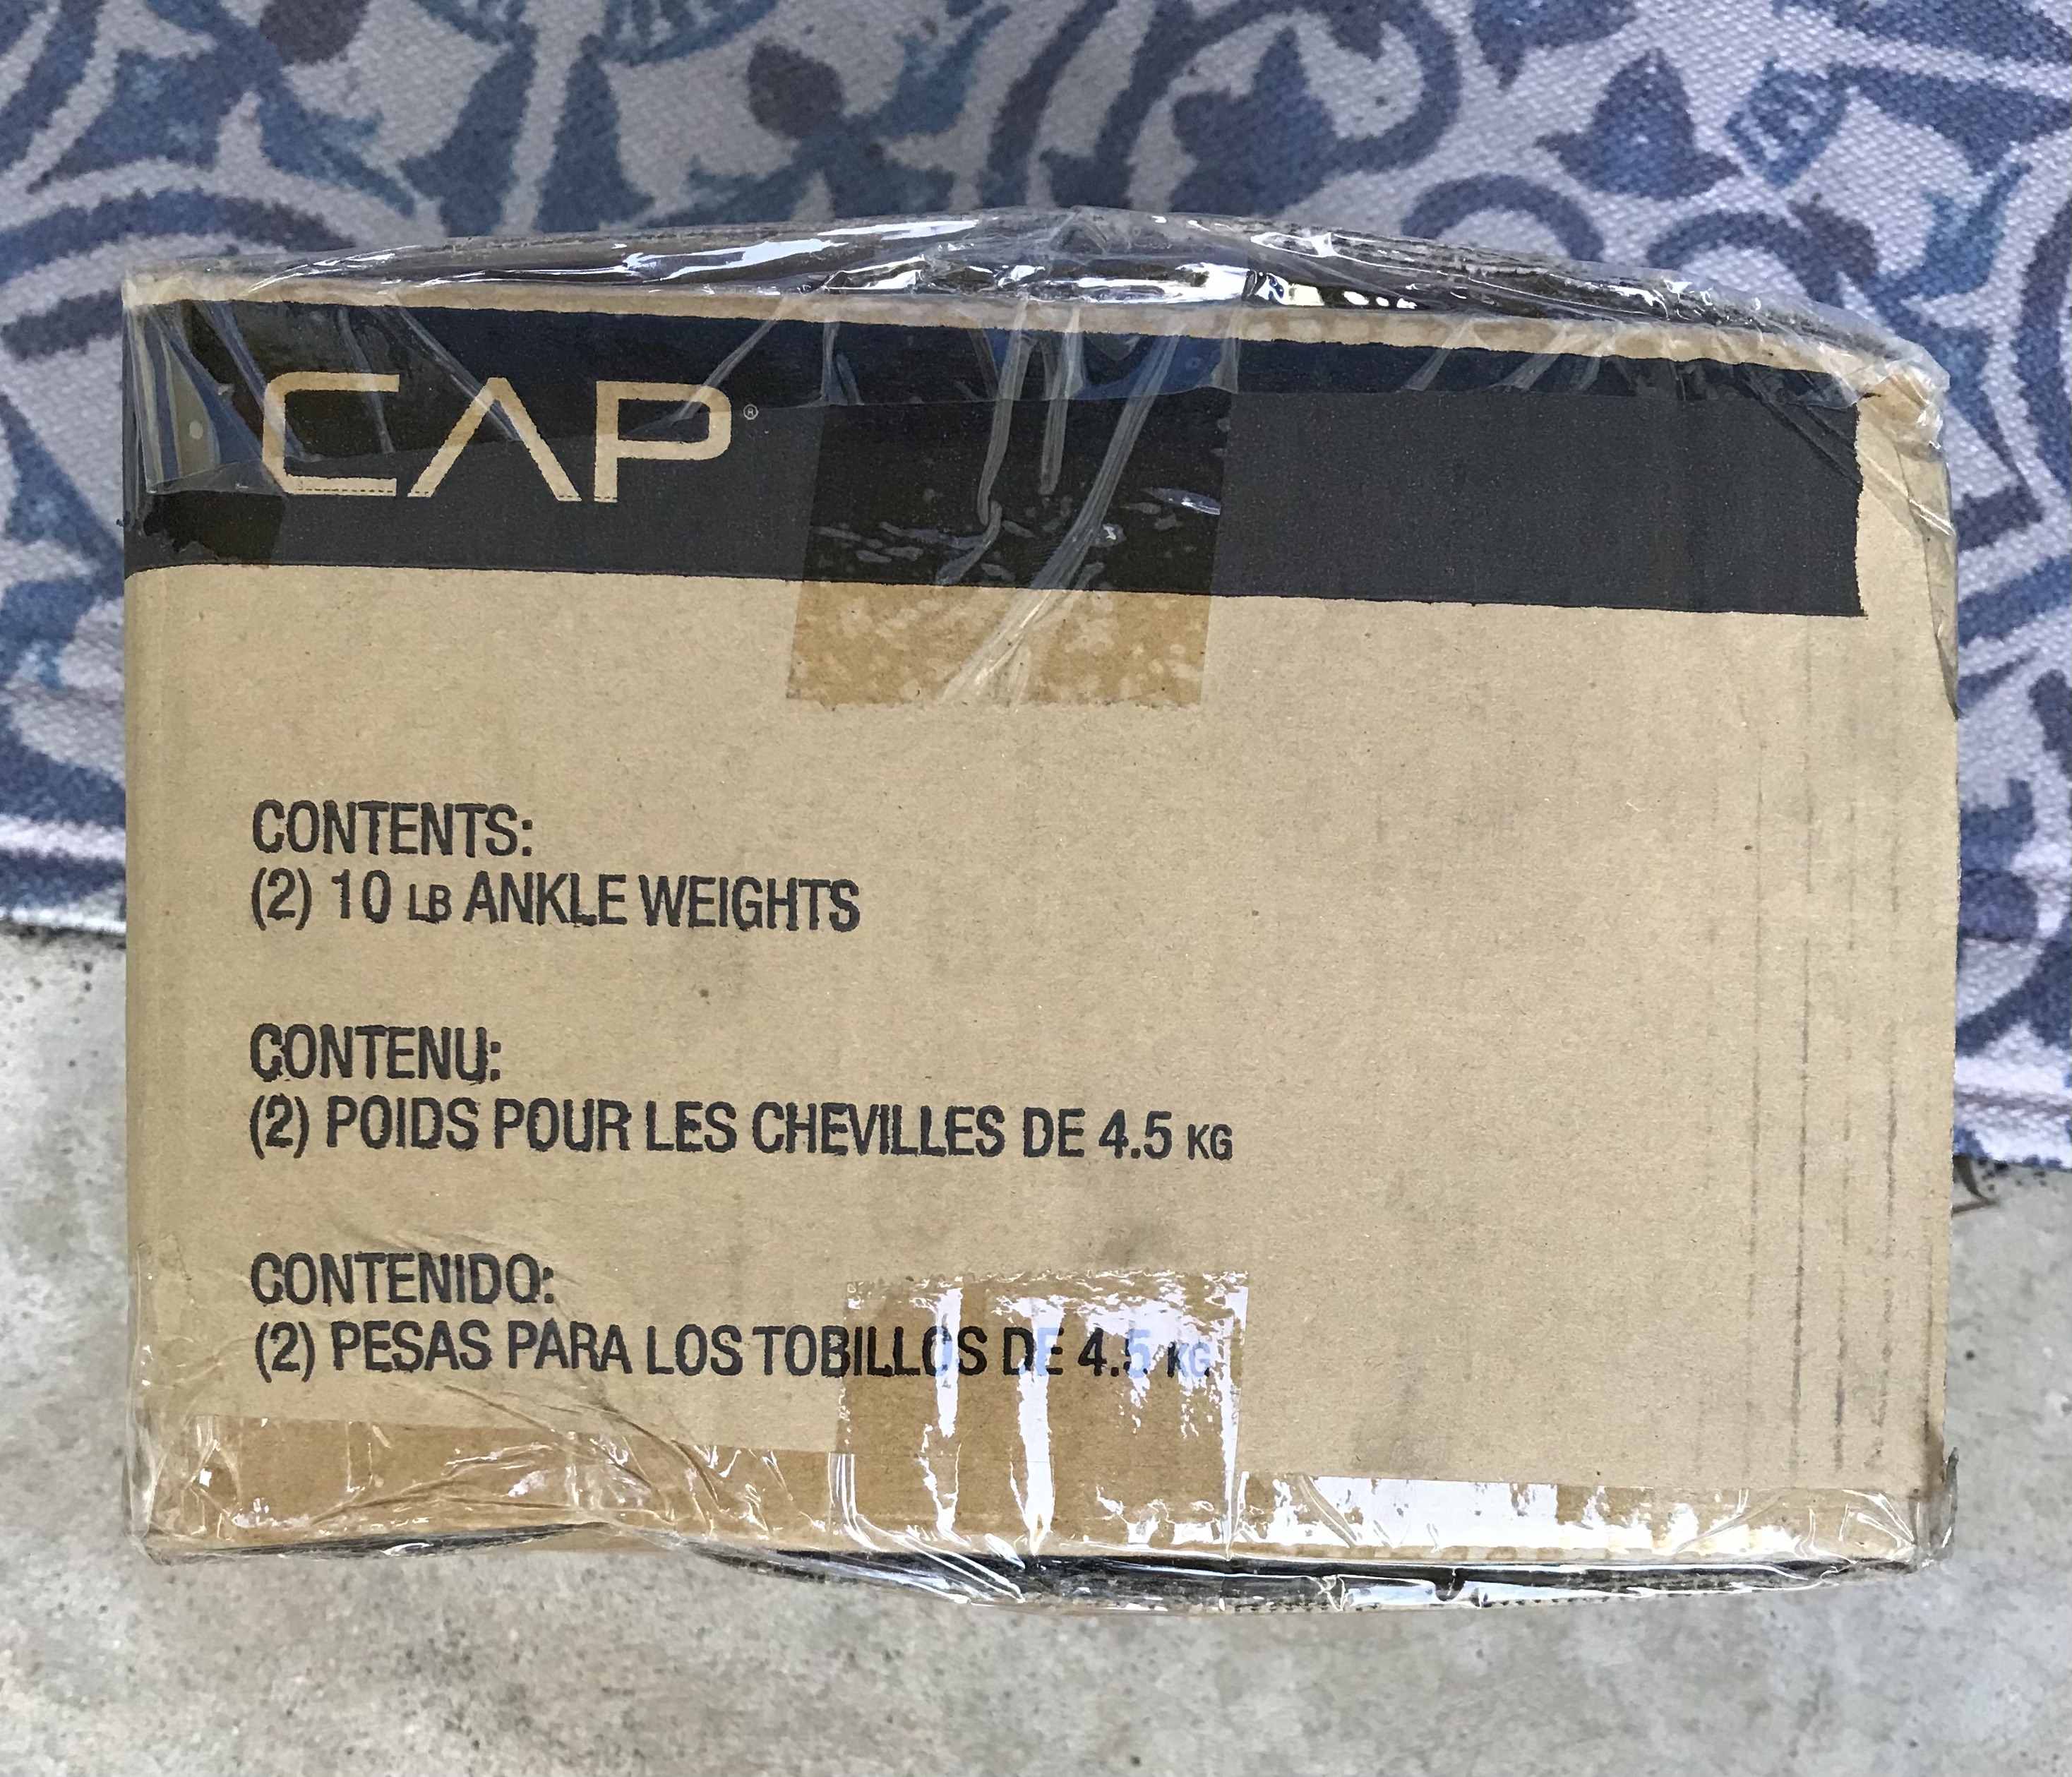 CAP®
CONTENTS:
(2) 10 LB ANKLE WEIGHTS
CONTENU:
(2) POIDS POUR LES CHEVILLES DE 4.5 KG
CONTENIDO:
(2) PESAS PARA LOS TOBILLOS DE 4.5 KG